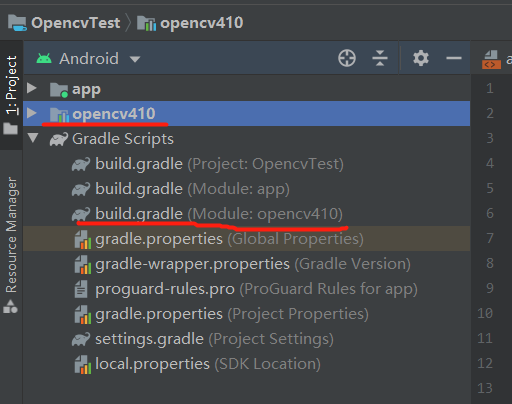 OpencvTest opencv410
1: Project
Resource Manager
Android
app
opencv410
Gradle Scripts
build.gradle (Project: OpencvTest)
build.gradle (Module: app)
build.gradle (Module: opencv410)
gradle.properties (Global Properties)
gradle-wrapper.properties (Gradle Version)
proguard-rules.pro (ProGuard Rules for app)
gradle.properties (Project Properties)
settings.gradle (Project Settings)
local.properties (SDK Location)
a
1
2
3
4
5
6
7
8
9
10
11
12
13